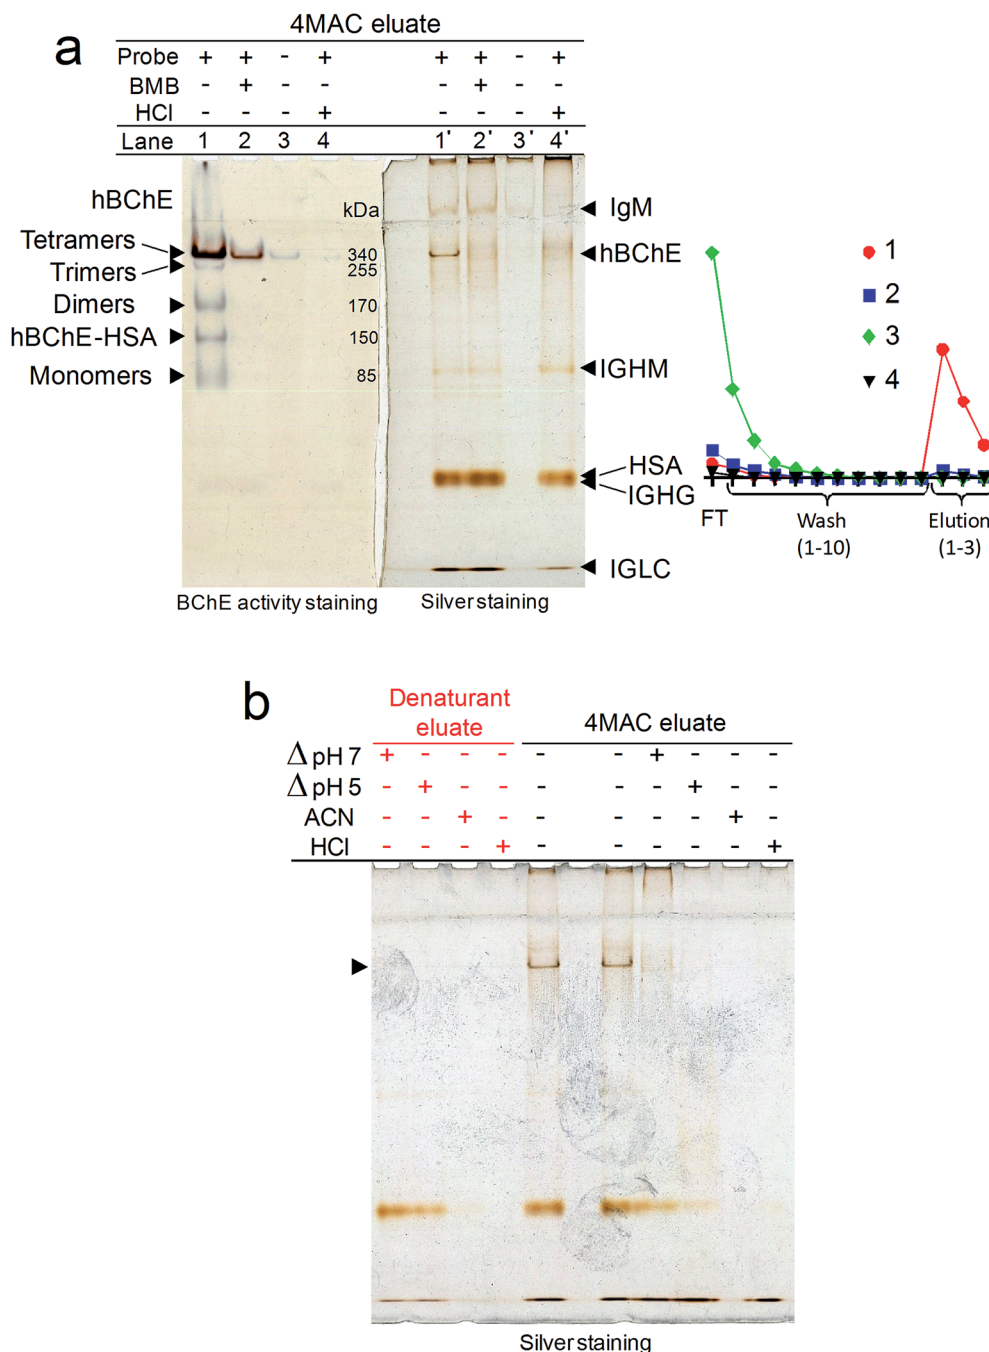 a
4MAC eluate
Probe + + - + + + - +
BMB - + - - - + - -
HCl - - - + - - - +
Lane 1 2 3 4 1' 2' 3' 4'
hBChE
Tetramers
Trimers
Dimers
hBChE-HSA
Monomers
kDa
340
255
170
150
85
IgM
hBChE
IGHM
HSA
IGHG
IGLC
BChE activity staining
Silver staining
1
2
3
4
FT
Wash
(1-10)
Elution
(1-3)
b
Denaturant
eluate
4MAC eluate
Δ pH 7 + - - - - - + - - -
Δ pH 5 - + - - - - - + - -
ACN - - + - - - - - + -
HCl - - - + - - - - - +
Silver staining